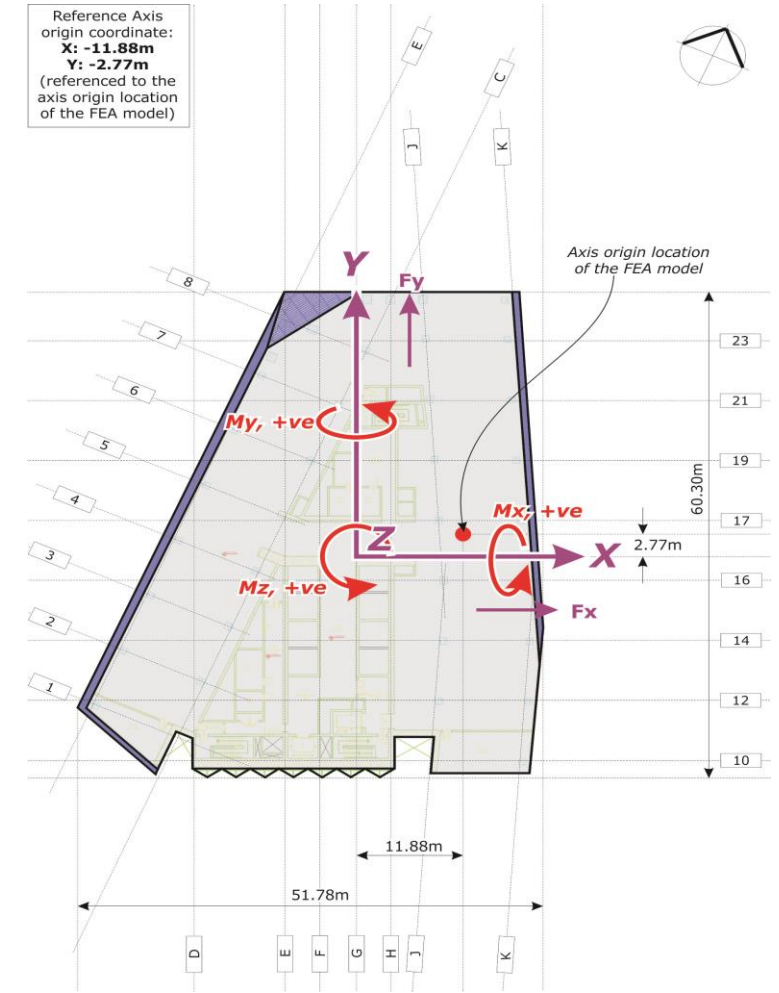 Reference Axis
origin coordinate:
X: -11.88m
Y: -2.77m
(referenced to the
axis origin location
of the FEA model)
E
C
J
K
Axis origin location
of the FEA model
Y
Fy
8
7
6
5
4
3
2
1
My, +ve
Mx, +ve
Z
X
Mz, +ve
Fx
23
21
19
17
16
14
12
10
60.30m
2.77m
11.88m
51.78m
D
E
F
G
H
J
K